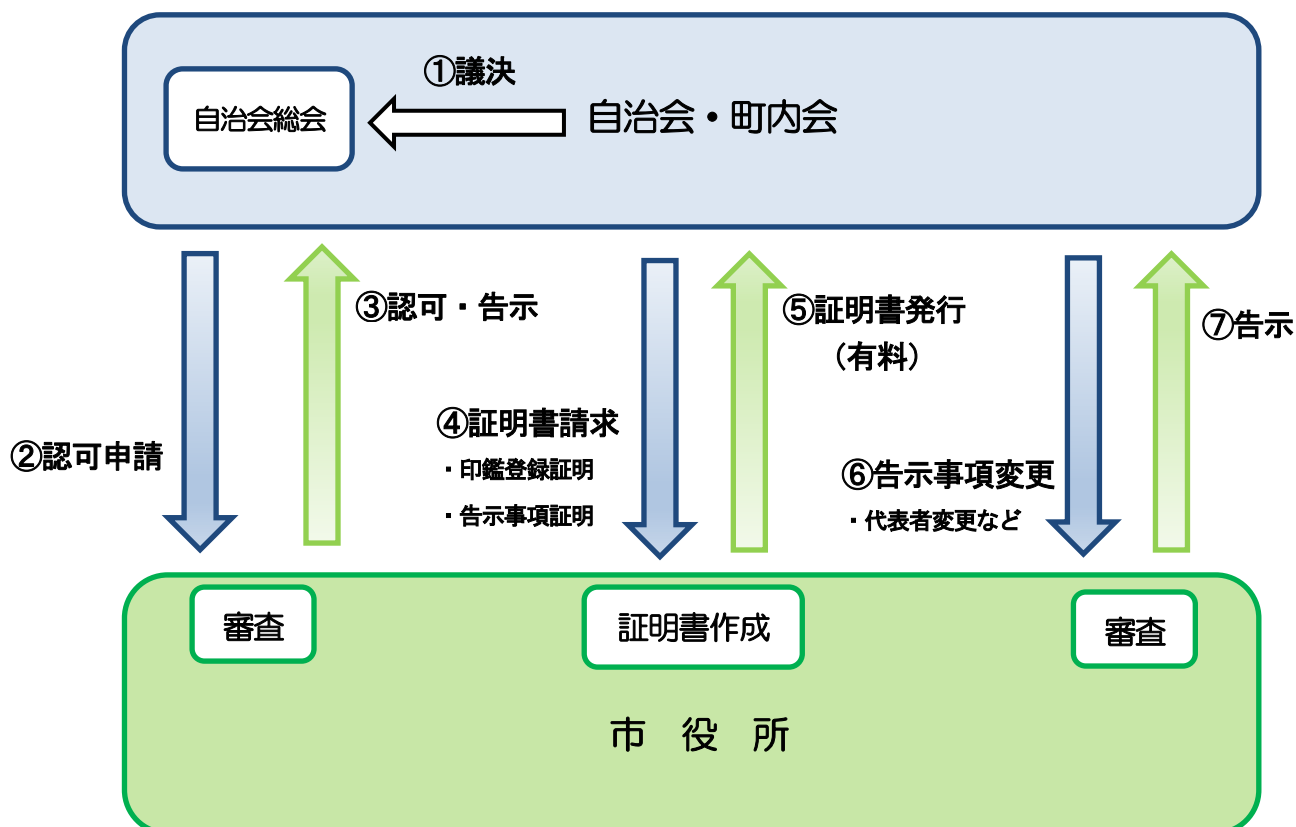 ①議決
自治会総会
自治会・町内会
②認可申請
③認可・告示
④証明書請求
・印鑑登録証明
・告示事項証明
⑤証明書発行
（有料）
⑥告示事項変更
・代表者変更など
⑦告示
審査
証明書作成
審査
市　役　所